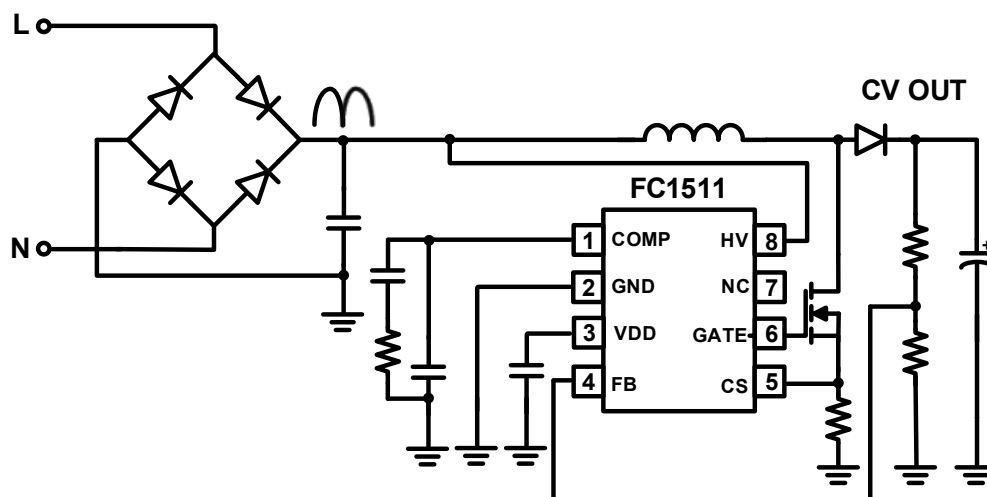 L
CV OUT
FC1511
N
1 COMP HV 8
2 GND NC 7
3 VDD GATE 6
4 FB CS 5
+